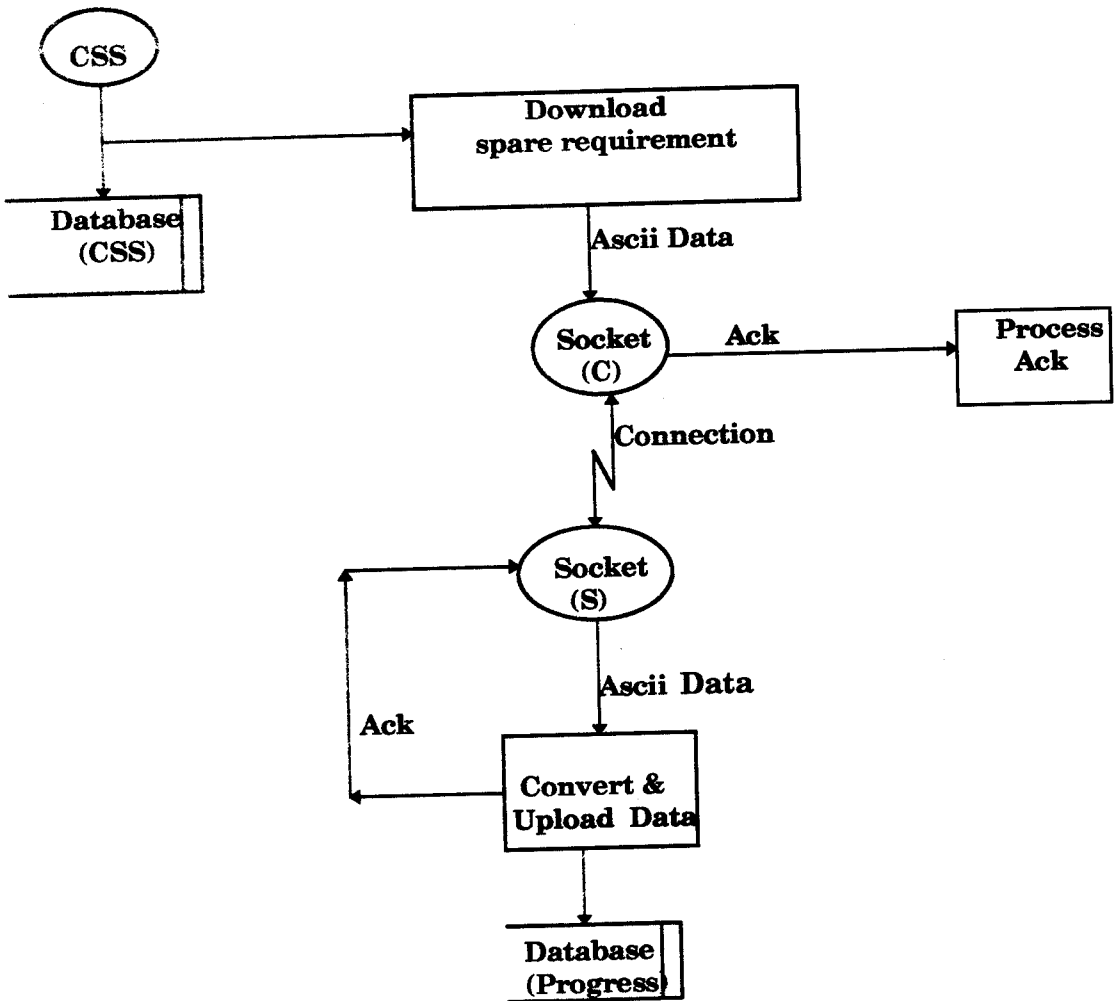 CSS
Download
spare requirement
Database
(CSS)
Ascii Data
Socket
(C)
Ack
Process
Ack
Connection
Socket
(S)
Ascii Data
Ack
Convert &
Upload Data
Database
(Progress)